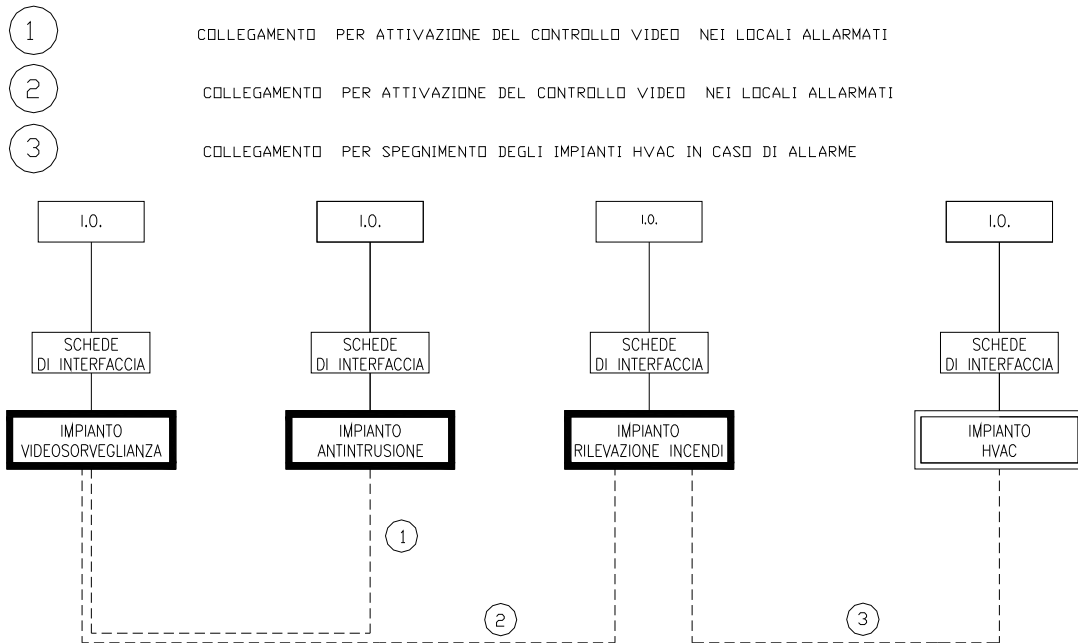 1 COLLEGAMENTO PER ATTIVAZIONE DEL CONTROLLO VIDEO NEI LOCALI ALLARMATI
2 COLLEGAMENTO PER ATTIVAZIONE DEL CONTROLLO VIDEO NEI LOCALI ALLARMATI
3 COLLEGAMENTO PER SPEGNIMENTO DEGLI IMPIANTI HVAC IN CASO DI ALLARME
I.O.
I.O.
I.O.
I.O.
SCHEDE
DI INTERFACCIA
SCHEDE
DI INTERFACCIA
SCHEDE
DI INTERFACCIA
SCHEDE
DI INTERFACCIA
IMPIANTO
VIDEOSORVEGLIANZA
IMPIANTO
ANTINTRUSIONE
IMPIANTO
RILEVAZIONE INCENDI
IMPIANTO
HVAC
1
2
3